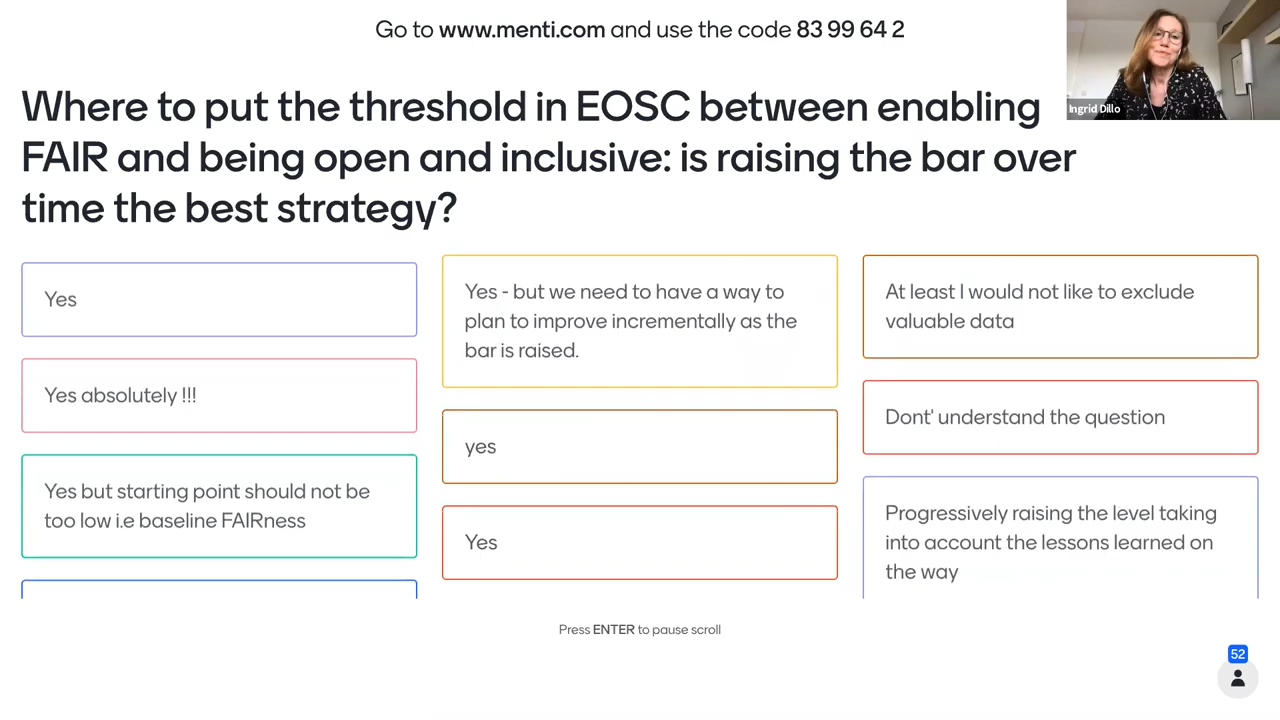 Go to www.menti.com and use the code 83 99 64 2
Ingrid Dillo
Where to put the threshold in EOSC between enabling
FAIR and being open and inclusive: is raising the bar over
time the best strategy?
Yes
Yes absolutely !!!
Yes but starting point should not be
too low i.e baseline FAIRness
Yes - but we need to have a way to
plan to improve incrementally as the
bar is raised.
yes
Yes
At least I would not like to exclude
valuable data
Dont' understand the question
Progressively raising the level taking
into account the lessons learned on
the way
Press ENTER to pause scroll
52